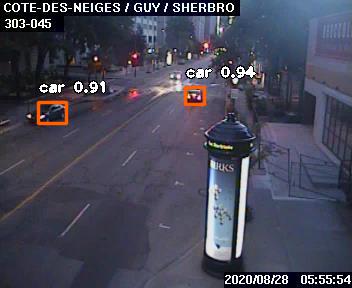 COTE-DES-NEIGES / GUY / SHERBRO
303-045
car 0.94
car 0.91
RKS
2020/08/28 05:55:54